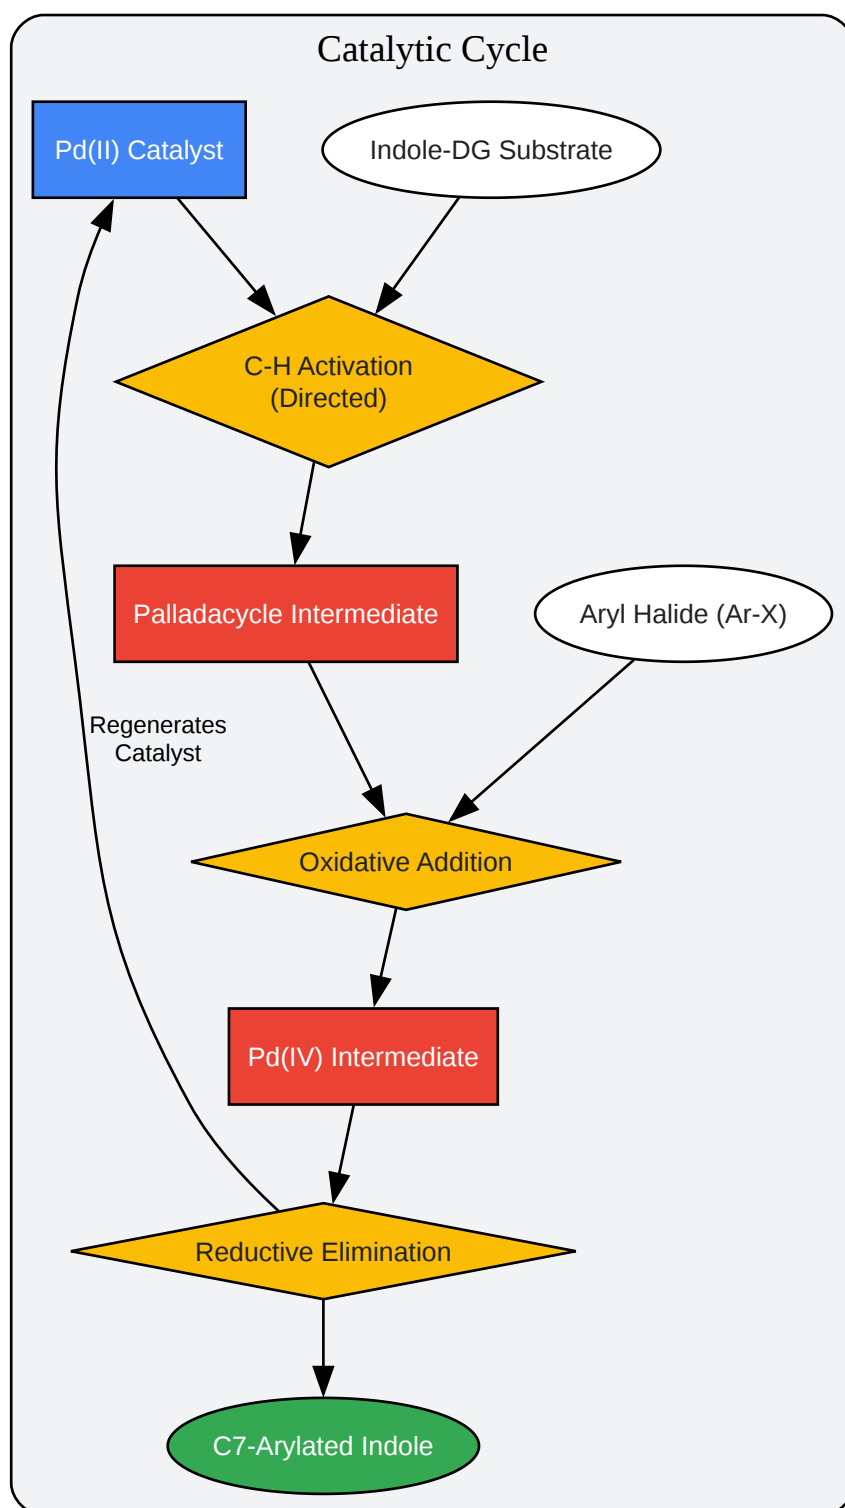 Catalytic Cycle
Pd(II) Catalyst
Indole-DG Substrate
C-H Activation
(Directed)
Palladacycle Intermediate
Aryl Halide (Ar-X)
Regenerates
Catalyst
Oxidative Addition
Pd(IV) Intermediate
Reductive Elimination
C7-Arylated Indole